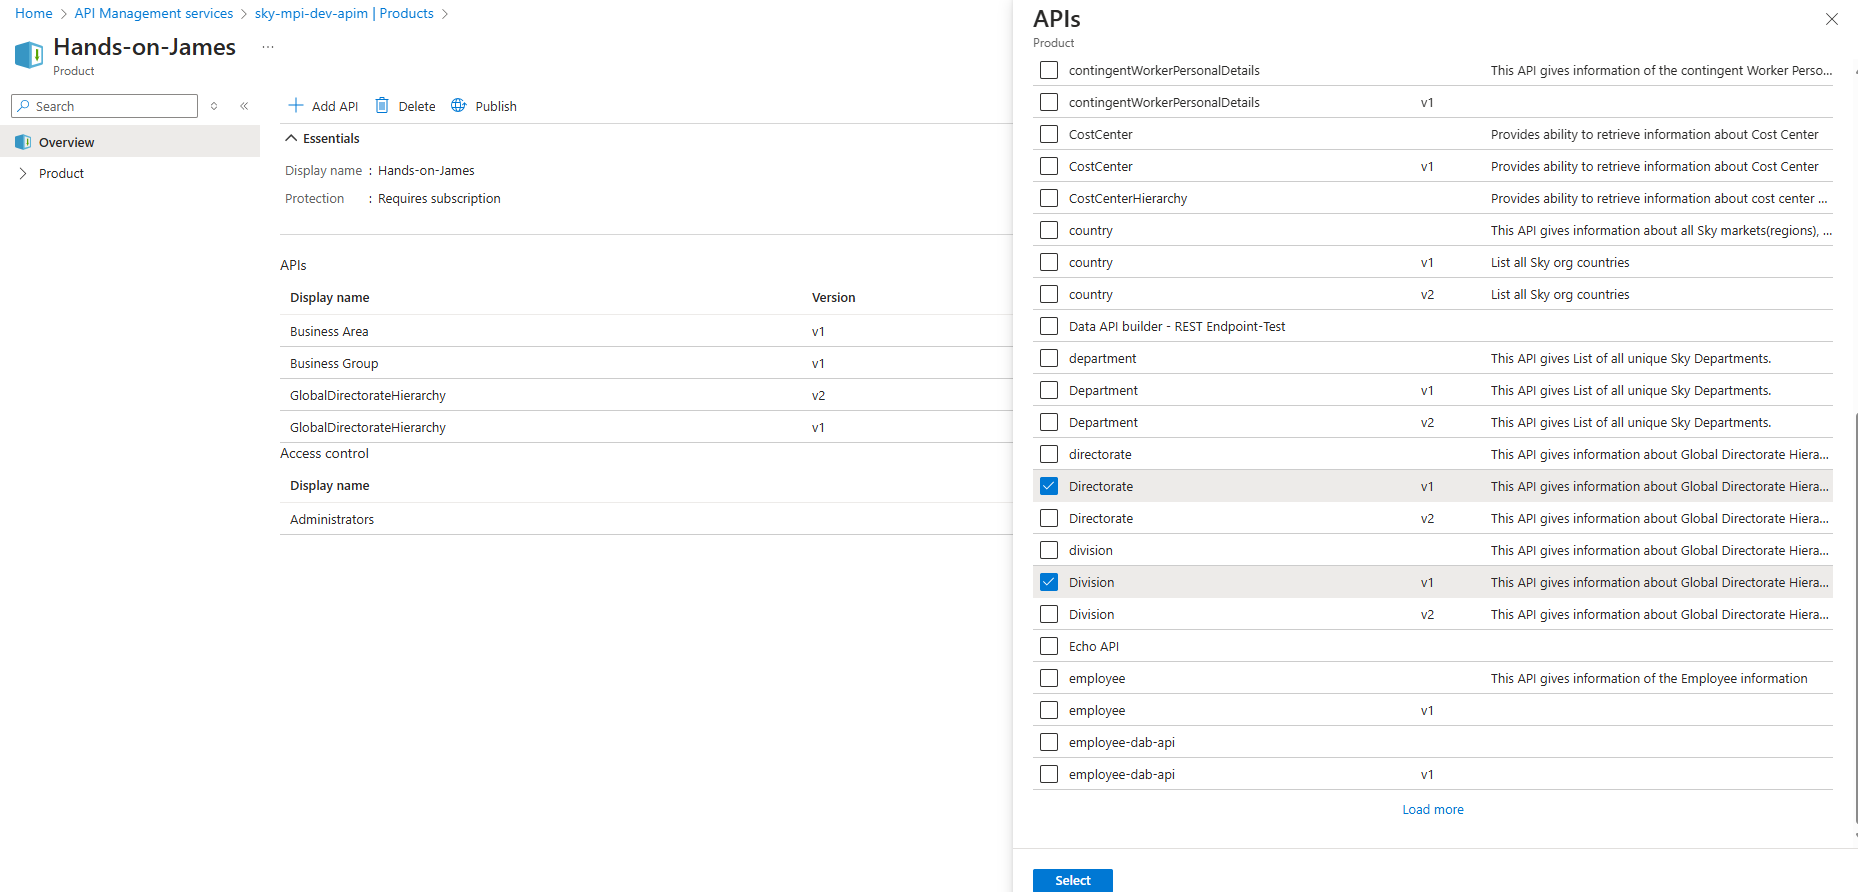 Home > API Management services > sky-mpi-dev-apim | Products >
Hands-on-James ...
Product
Search
Overview
Product
Add API Delete Publish
Essentials
Display name : Hands-on-James
Protection : Requires subscription
APIs
Display name Version
Business Area v1
Business Group v1
GlobalDirectorateHierarchy v2
GlobalDirectorateHierarchy v1
Access control
Display name
Administrators
APIs
Product
contingentWorkerPersonalDetails This API gives information of the contingent Worker Perso...
contingentWorkerPersonalDetails v1
CostCenter Provides ability to retrieve information about Cost Center
CostCenter v1 Provides ability to retrieve information about Cost Center
CostCenterHierarchy Provides ability to retrieve information about cost center ...
country This API gives information about all Sky markets(regions), ...
country v1 List all Sky org countries
country v2 List all Sky org countries
Data API builder - REST Endpoint-Test
department This API gives List of all unique Sky Departments.
Department v1 This API gives List of all unique Sky Departments.
Department v2 This API gives List of all unique Sky Departments.
directorate This API gives information about Global Directorate Hiera...
Directorate v1 This API gives information about Global Directorate Hiera...
Directorate v2 This API gives information about Global Directorate Hiera...
division This API gives information about Global Directorate Hiera...
Division v1 This API gives information about Global Directorate Hiera...
Division v2 This API gives information about Global Directorate Hiera...
Echo API
employee This API gives information of the Employee information
employee v1
employee-dab-api
employee-dab-api v1
Load more
Select